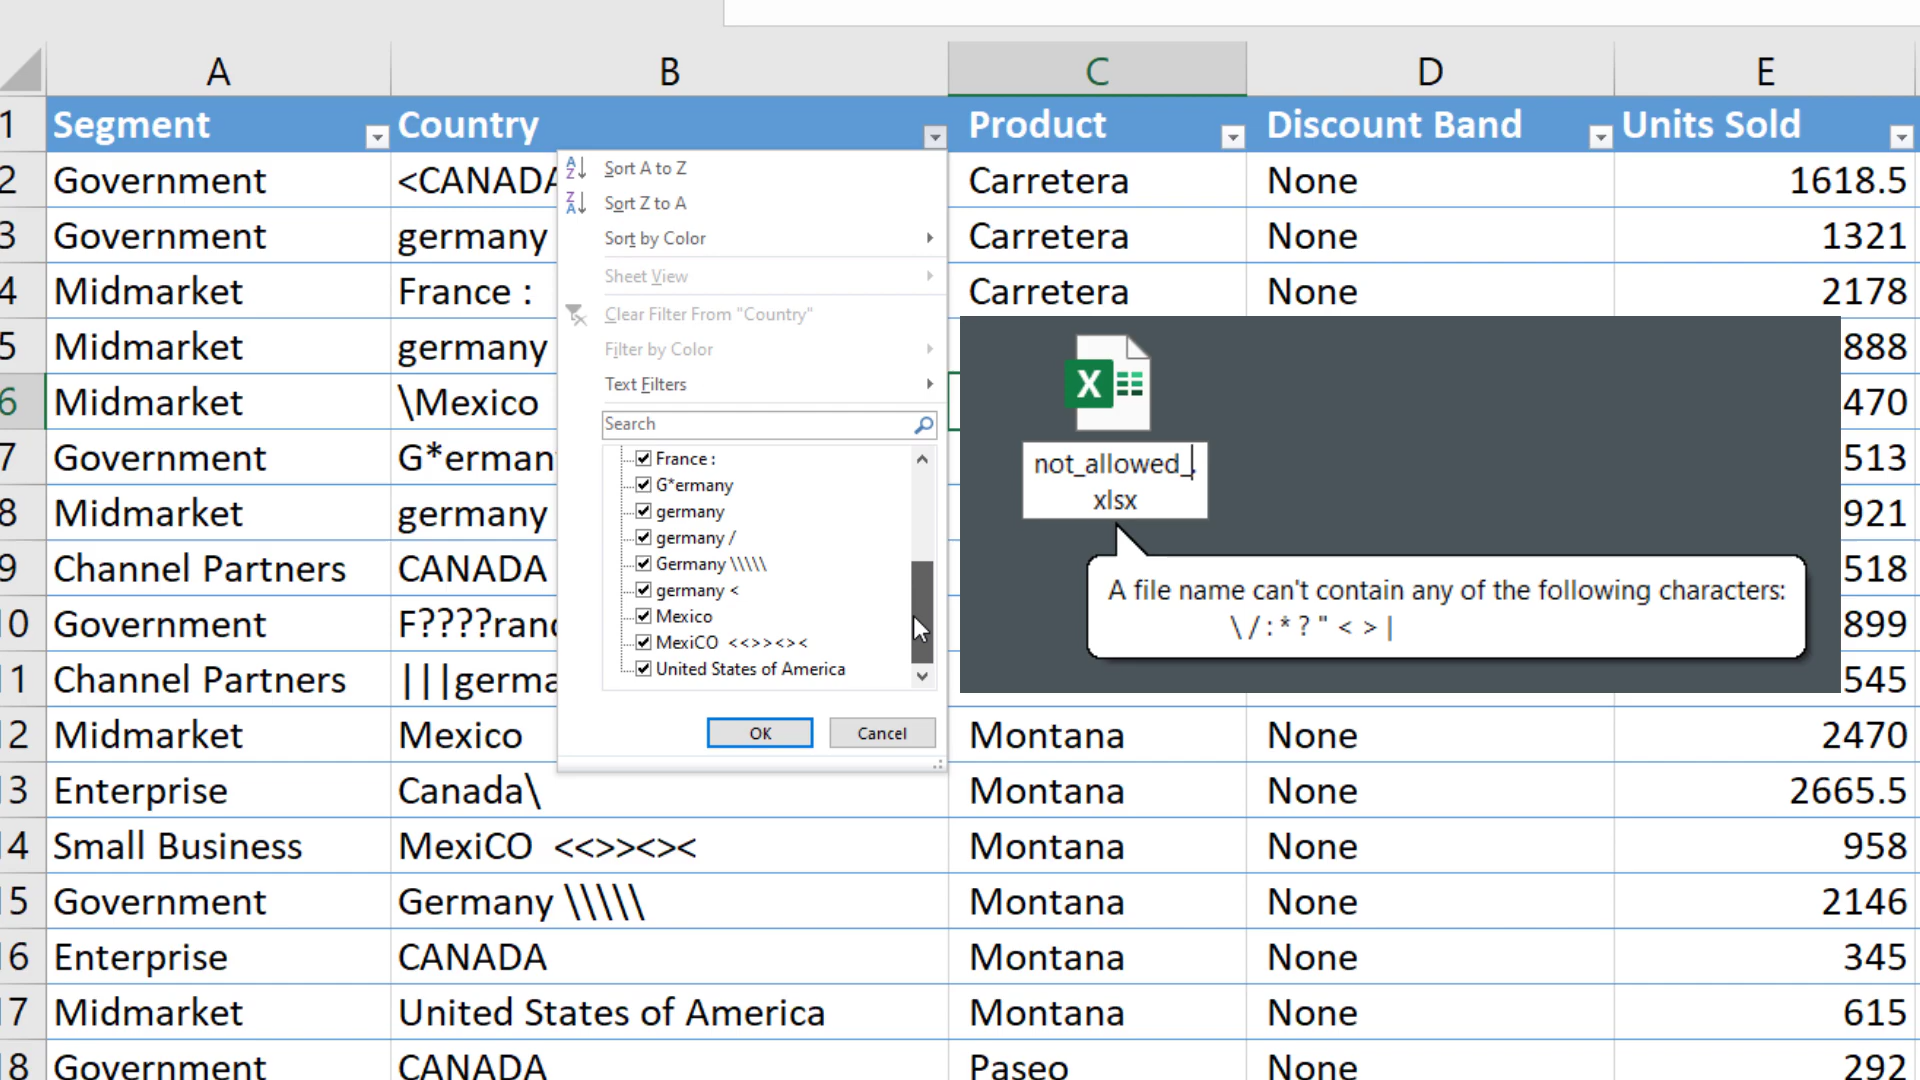 A B C D E
1 Segment Country Product Discount Band Units Sold
2 Government <CANADA Carretera None 1618.5
3 Government germany Carretera None 1321
4 Midmarket France : Carretera None 2178
5 Midmarket germany 888
6 Midmarket \Mexico 470
7 Government G*erman 513
8 Midmarket germany 921
9 Channel Partners CANADA 518
10 Government F????ranc 899
11 Channel Partners |||germa 545
12 Midmarket Mexico Montana None 2470
13 Enterprise Canada\ Montana None 2665.5
14 Small Business MexiCO <<>><>< Montana None 958
15 Government Germany \\\\\ Montana None 2146
16 Enterprise CANADA Montana None 345
17 Midmarket United States of America Montana None 615
18 Government CANADA Paseo None 292
Sort A to Z
Sort Z to A
Sort by Color
Sheet View
Clear Filter From "Country"
Filter by Color
Text Filters
Search
France :
G*ermany
germany
germany /
Germany \\\\\
germany <
Mexico
MexiCO <<>><><
United States of America
OK Cancel
X
not_allowed_.
xlsx
A file name can't contain any of the following characters:
\ / : * ? " < > |